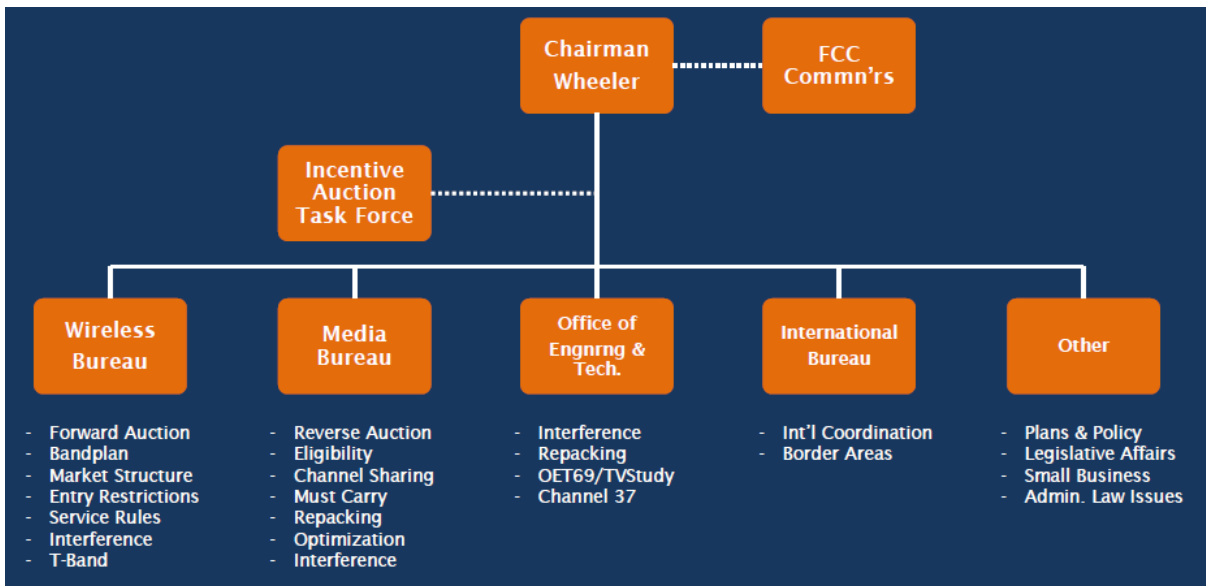 Chairman
Wheeler
FCC
Commn'rs
Incentive
Auction
Task Force
Wireless
Bureau
Media
Bureau
Office of
Engnrng &
Tech.
International
Bureau
Other
- Forward Auction
- Bandplan
- Market Structure
- Entry Restrictions
- Service Rules
- Interference
- T-Band
- Reverse Auction
- Eligibility
- Channel Sharing
- Must Carry
- Repacking
- Optimization
- Interference
- Interference
- Repacking
- OET69/TVStudy
- Channel 37
- Int'l Coordination
- Border Areas
- Plans & Policy
- Legislative Affairs
- Small Business
- Admin. Law Issues